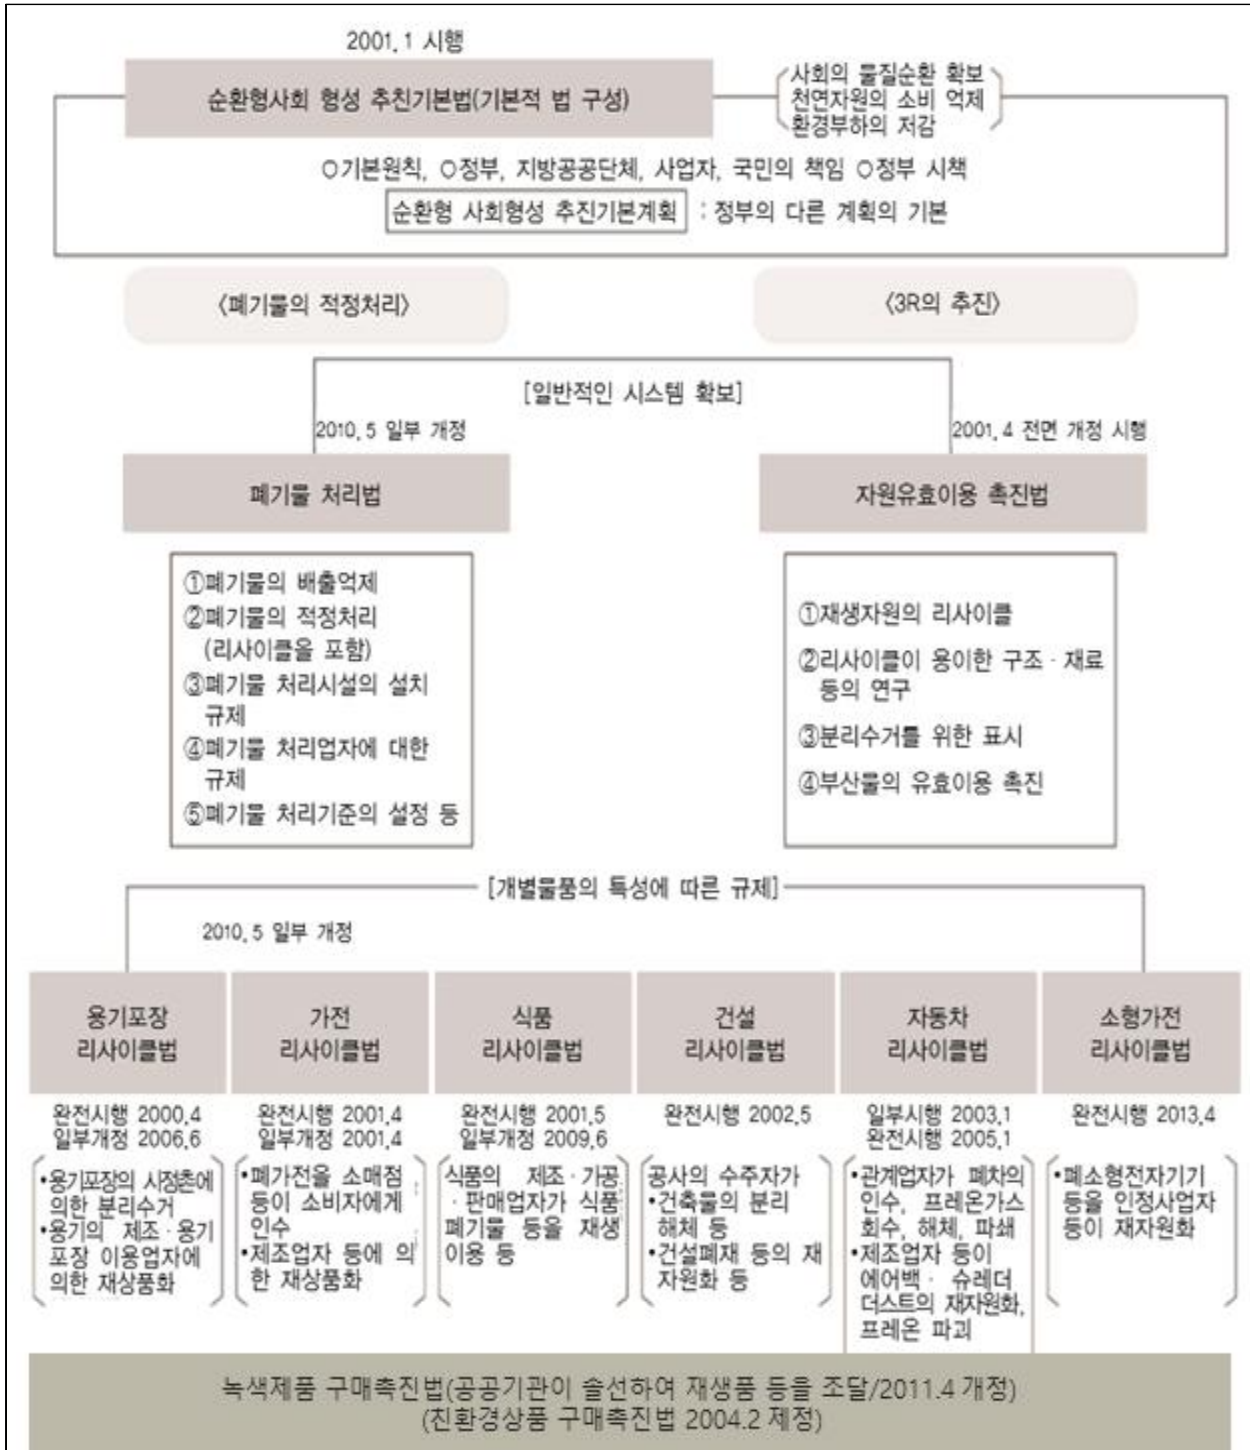 2001.1 시행
순환형사회 형성 추친기본법(기본적 법 구성)
사회의 물질순환 확보
천연자원의 소비 억제
환경부하의 저감
○기본원칙, ○정부, 지방공공단체, 사업자, 국민의 책임 ○정부 시책
순환형 사회형성 추진기본계획 : 정부의 다른 계획의 기본
〈폐기물의 적정처리〉
〈3R의 추진〉
[일반적인 시스템 확보]
2010.5 일부 개정
2001.4 전면 개정 시행
폐기물 처리법
자원유효이용 촉진법
①폐기물의 배출억제
②폐기물의 적정처리
(리사이클을 포함)
③폐기물 처리시설의 설치
규제
④폐기물 처리업자에 대한
규제
⑤폐기물 처리기준의 설정 등
①재생자원의 리사이클
②리사이클이 용이한 구조·재료
등의 연구
③분리수거를 위한 표시
④부산물의 유효이용 촉진
[개별물품의 특성에 따른 규제]
2010.5 일부 개정
용기포장
리사이클법
완전시행 2000.4
일부개정 2006.6
•용기포장의 시정촌에
의한 분리수거
•용기의 제조·용기
포장 이용업자에
의한 재상품화
가전
리사이클법
완전시행 2001.4
일부개정 2001.4
•폐가전을 소매점
등이 소비자에게
인수
•제조업자 등에 의
한 재상품화
식품
리사이클법
완전시행 2001.5
일부개정 2009.6
식품의 제조·가공
·판매업자가 식품
폐기물 등을 재생
이용 등
건설
리사이클법
완전시행 2002.5
공사의 수주자가
•건축물의 분리
해체 등
•건설폐재 등의 재
자원화 등
자동차
리사이클법
일부시행 2003.1
완전시행 2005.1
•관계업자가 폐차의
인수, 프레온가스
회수, 해체, 파쇄
•제조업자 등이
에어백· 슈레더
더스트의 재자원화,
프레온 파괴
소형가전
리사이클법
완전시행 2013.4
•폐소형전자기기
등을 인정사업자
등이 재자원화
녹색제품 구매촉진법(공공기관이 솔선하여 재생품 등을 조달/2011.4 개정)
(친환경상품 구매촉진법 2004.2 제정)